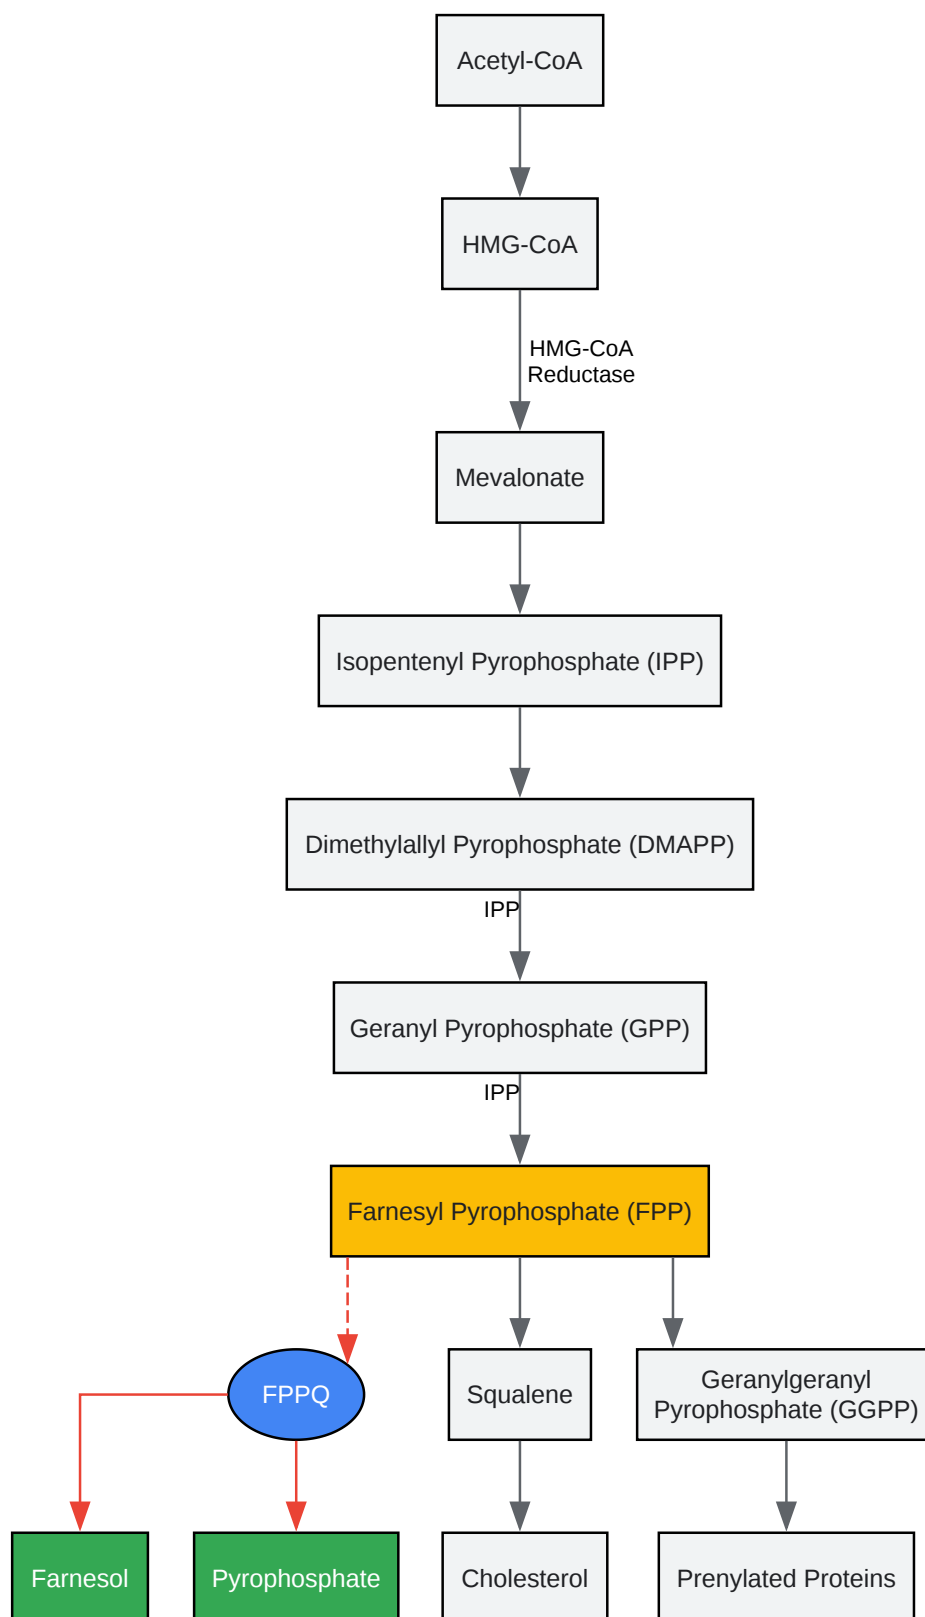 Acetyl-CoA
HMG-CoA
HMG-CoA
Reductase
Mevalonate
Isopentenyl Pyrophosphate (IPP)
Dimethylallyl Pyrophosphate (DMAPP)
IPP
Geranyl Pyrophosphate (GPP)
IPP
Farnesyl Pyrophosphate (FPP)
FPPQ
Squalene
Geranylgeranyl
Pyrophosphate (GGPP)
Farnesol
Pyrophosphate
Cholesterol
Prenylated Proteins